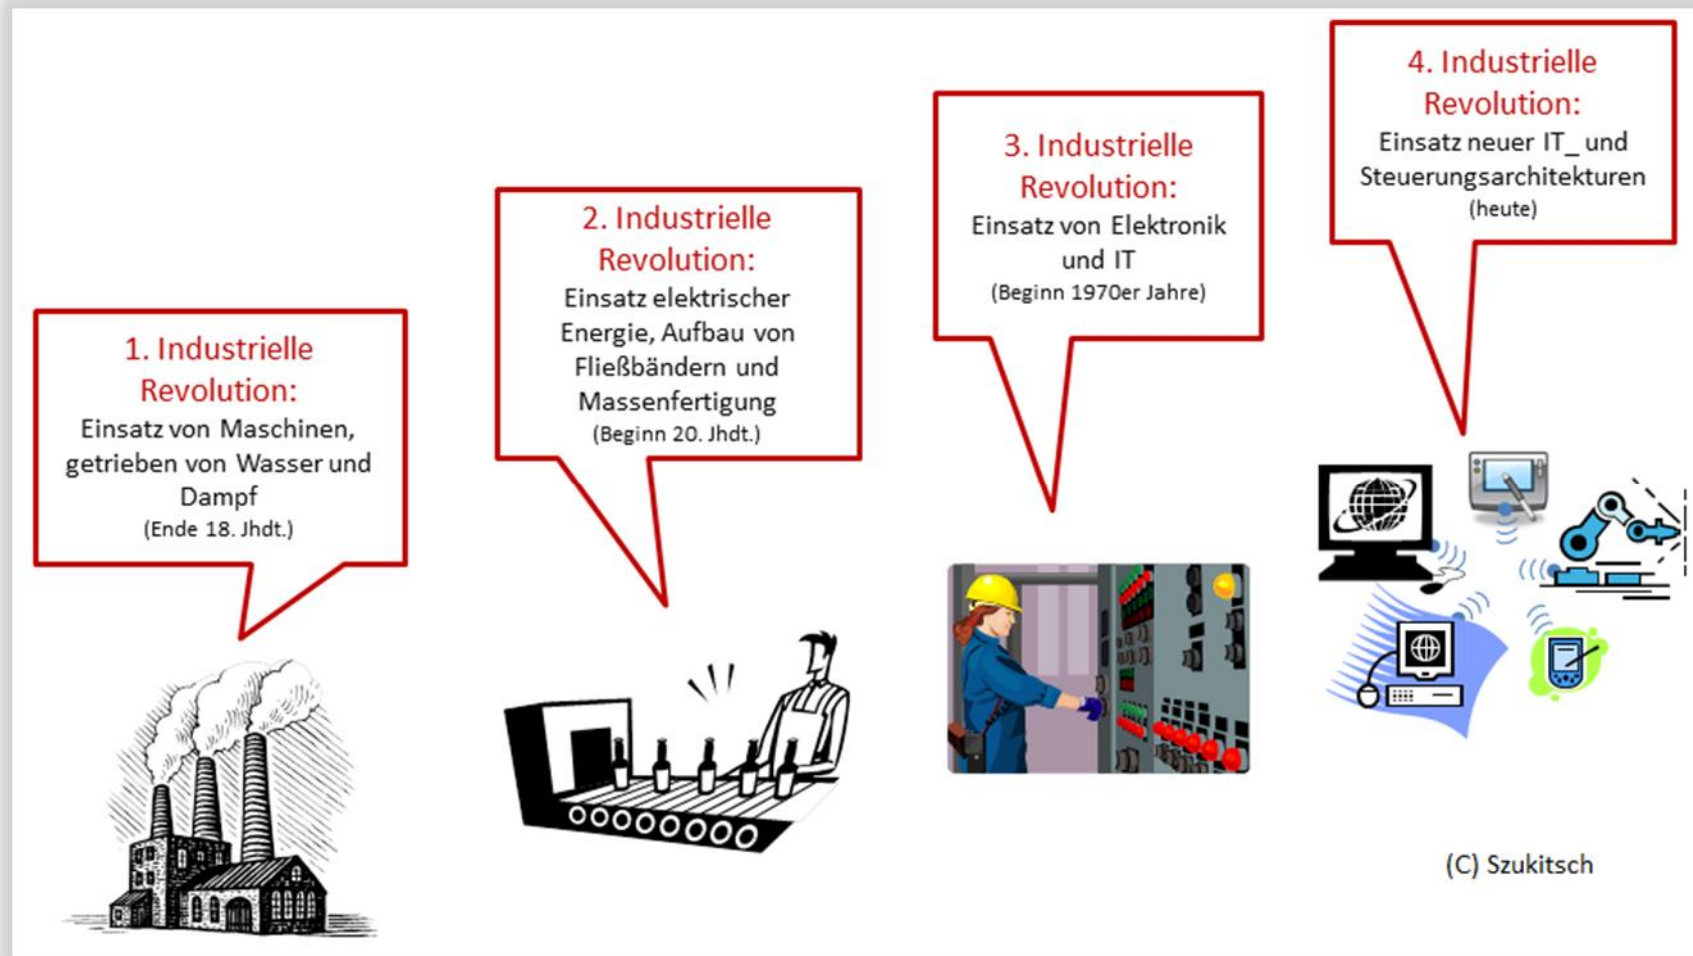 1. Industrielle
Revolution:
Einsatz von Maschinen,
getrieben von Wasser und
Dampf
(Ende 18. Jhdt.)
2. Industrielle
Revolution:
Einsatz elektrischer
Energie, Aufbau von
Fließbändern und
Massenfertigung
(Beginn 20. Jhdt.)
3. Industrielle
Revolution:
Einsatz von Elektronik
und IT
(Beginn 1970er Jahre)
4. Industrielle
Revolution:
Einsatz neuer IT_ und
Steuerungsarchitekturen
(heute)
(C) Szukitsch